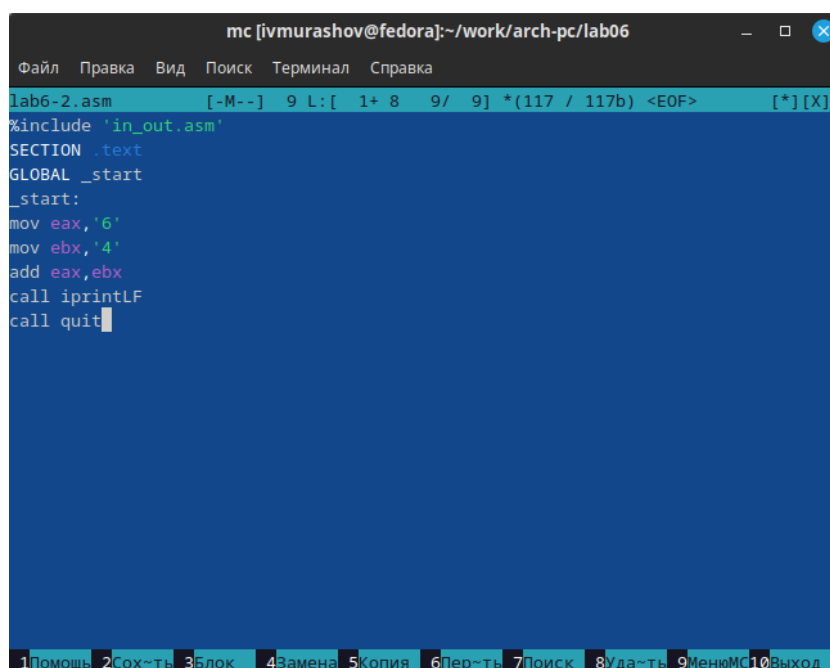 mc [ivmurashov@fedora]:~/work/arch-pc/lab06
Файл Правка Вид Поиск Терминал Справка
lab6-2.asm [-M--] 9 L:[ 1+ 8 9/ 9] *(117 / 117b) <EOF> [*][X]
%include 'in_out.asm'
SECTION .text
GLOBAL _start
_start:
mov eax,'6'
mov ebx,'4'
add eax,ebx
call iprintLF
call quit
1Помощь 2Сох~ть 3Блок 4Замена 5Копия 6Пер~ть 7Поиск 8Уда~ть 9МенюMC 10Выход